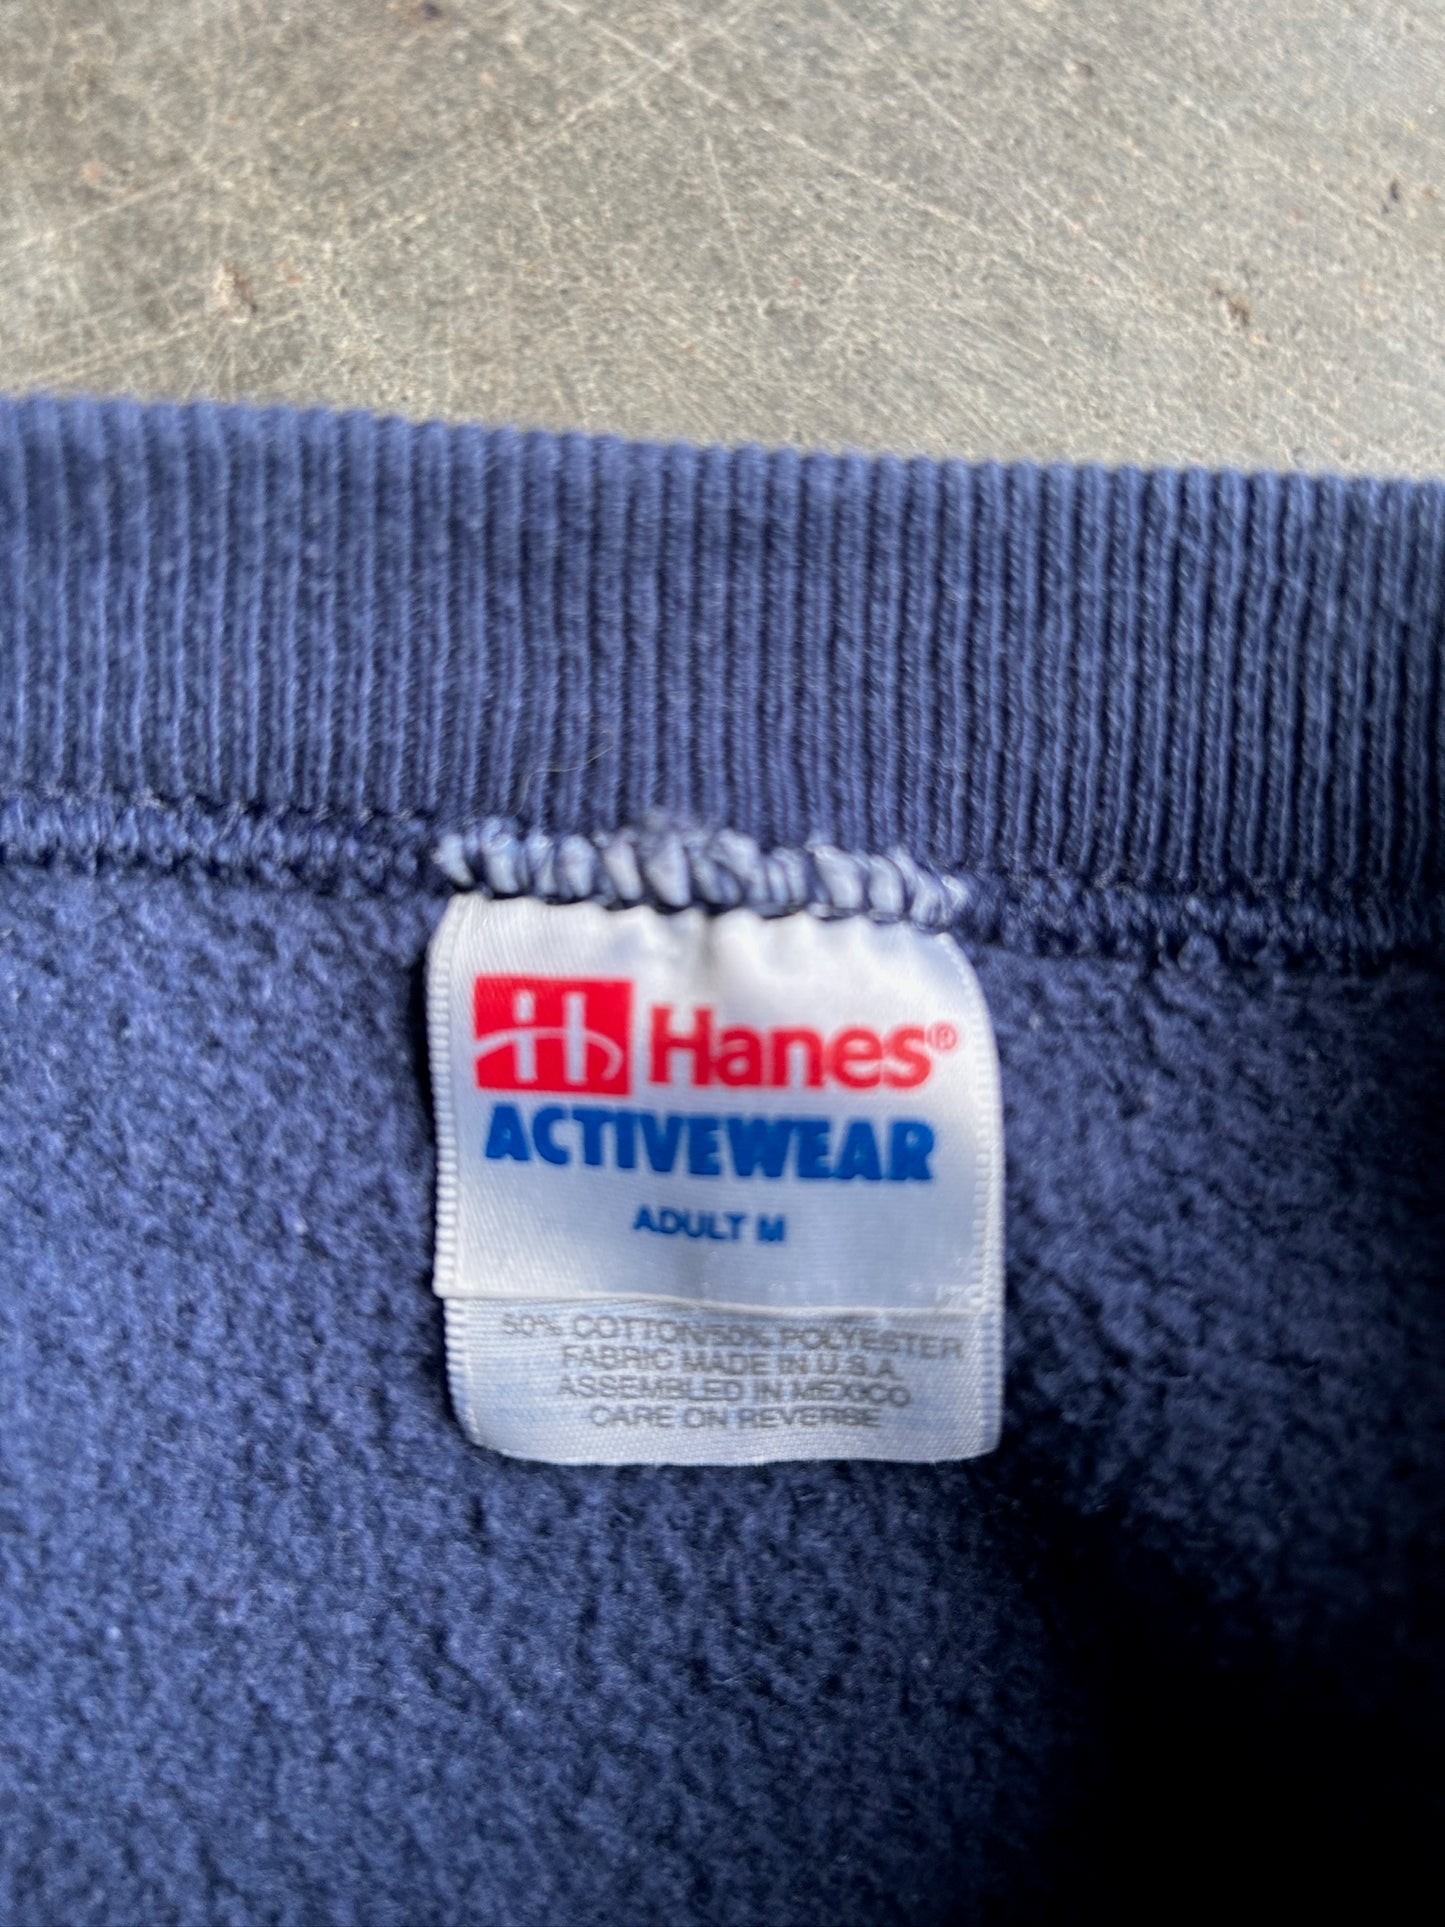 H Hanes®
ACTIVEWEAR
ADULT M
50% COTTON/50% POLYESTER
FABRIC MADE IN U.S.A
ASSEMBLED IN MEXICO
CARE ON REVERSE